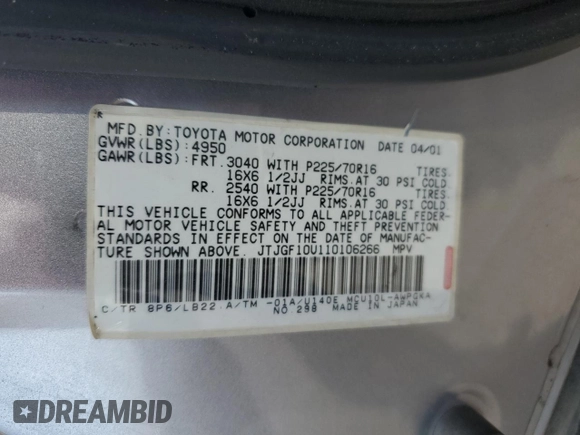 MFD.BY:TOYOTA MOTOR CORPORATION DATE 04/01
GVWR(LBS):4950
GAWR(LBS):FRT.3040 WITH P225/70R16 TIRES.
16X6 1/2JJ RIMS.AT 30 PSI COLD.
RR. 2540 WITH P225/70R16 TIRES.
16X6 1/2JJ RIMS.AT 30 PSI COLD.
THIS VEHICLE CONFORMS TO ALL APPLICABLE FEDER-
AL MOTOR VEHICLE SAFETY AND THEFT PREVENTION
STANDARDS IN EFFECT ON THE DATE OF MANUFAC-
TURE SHOWN ABOVE. JTJGF10U110106266 MPV
C/TR 8P6/LB22 A/TM -01A/U140E MCU10L-AWPGKA
NO 298 MADE IN JAPAN
DREAMBID